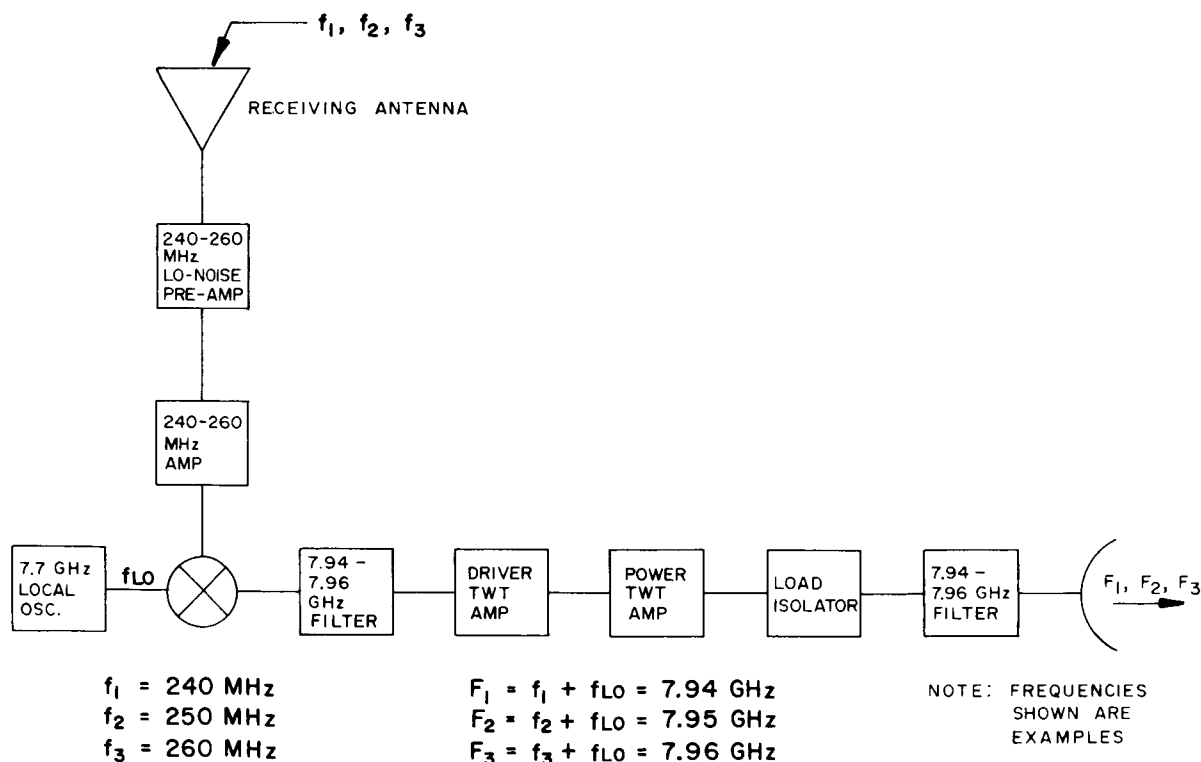 f₁, f₂, f₃
RECEIVING ANTENNA
240-260
MHz
LO-NOISE
PRE-AMP
240-260
MHz
AMP
7.7 GHz
LOCAL
OSC.
fLO
7.94 –
7.96
GHz
FILTER
DRIVER
TWT
AMP
POWER
TWT
AMP
LOAD
ISOLATOR
7.94 –
7.96 GHz
FILTER
F₁, F₂, F₃
f₁ = 240 MHz
f₂ = 250 MHz
f₃ = 260 MHz
F₁ = f₁ + fLO = 7.94 GHz
F₂ = f₂ + fLO = 7.95 GHz
F₃ = f₃ + fLO = 7.96 GHz
NOTE: FREQUENCIES
SHOWN ARE
EXAMPLES